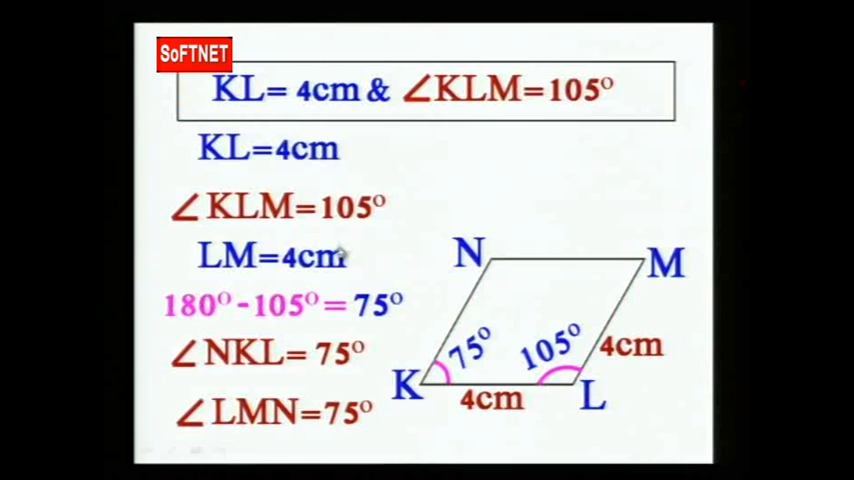 SoFTNET
KL= 4cm & ∠KLM=105°
KL=4cm
∠KLM=105°
LM=4cm
180°-105°=75°
∠NKL=75°
∠LMN=75°
N
M
75°
105°
4cm
K
4cm
L